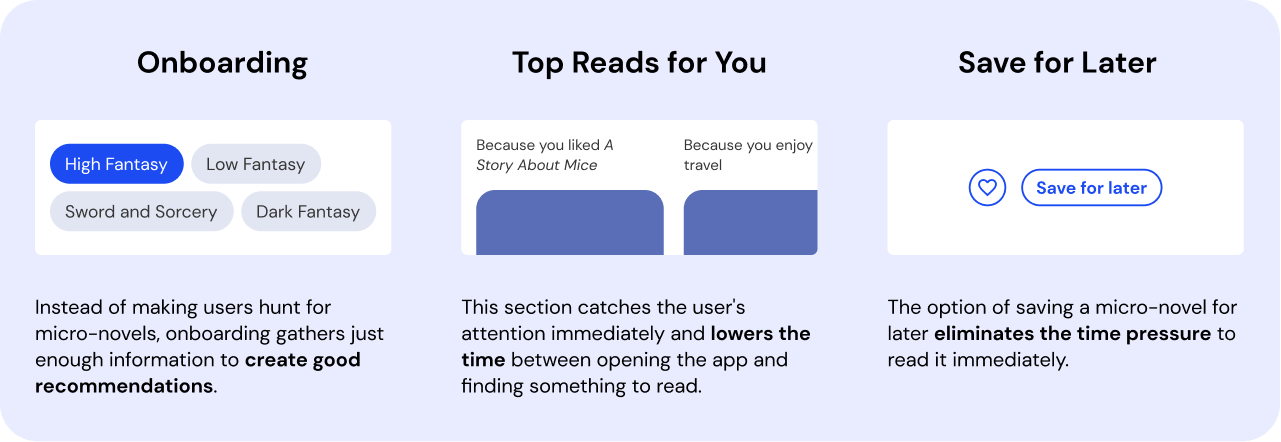 Onboarding
High Fantasy
Low Fantasy
Sword and Sorcery
Dark Fantasy
Instead of making users hunt for
micro-novels, onboarding gathers just
enough information to create good
recommendations.
Top Reads for You
Because you liked A
Story About Mice
Because you enjoy
travel
This section catches the user's
attention immediately and lowers the
time between opening the app and
finding something to read.
Save for Later
Save for later
The option of saving a micro-novel for
later eliminates the time pressure to
read it immediately.